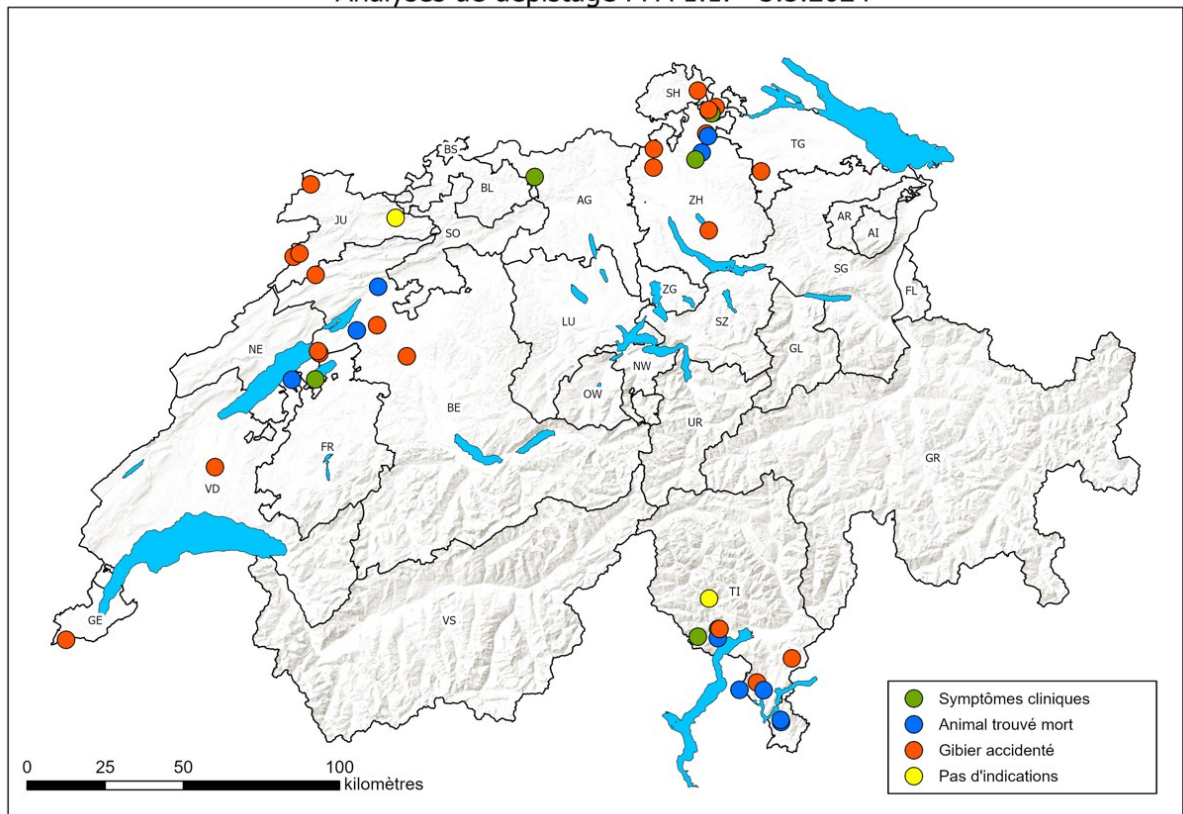 SH
TG
BS
BL
AG
ZH
JU
SO
AR
AI
SG
ZG
FL
LU
SZ
NE
GL
NW
OW
BE
UR
FR
GR
VD
TI
GE
VS
Symptômes cliniques
Animal trouvé mort
Gibier accidenté
Pas d'indications
0 25 50 100
kilomètres